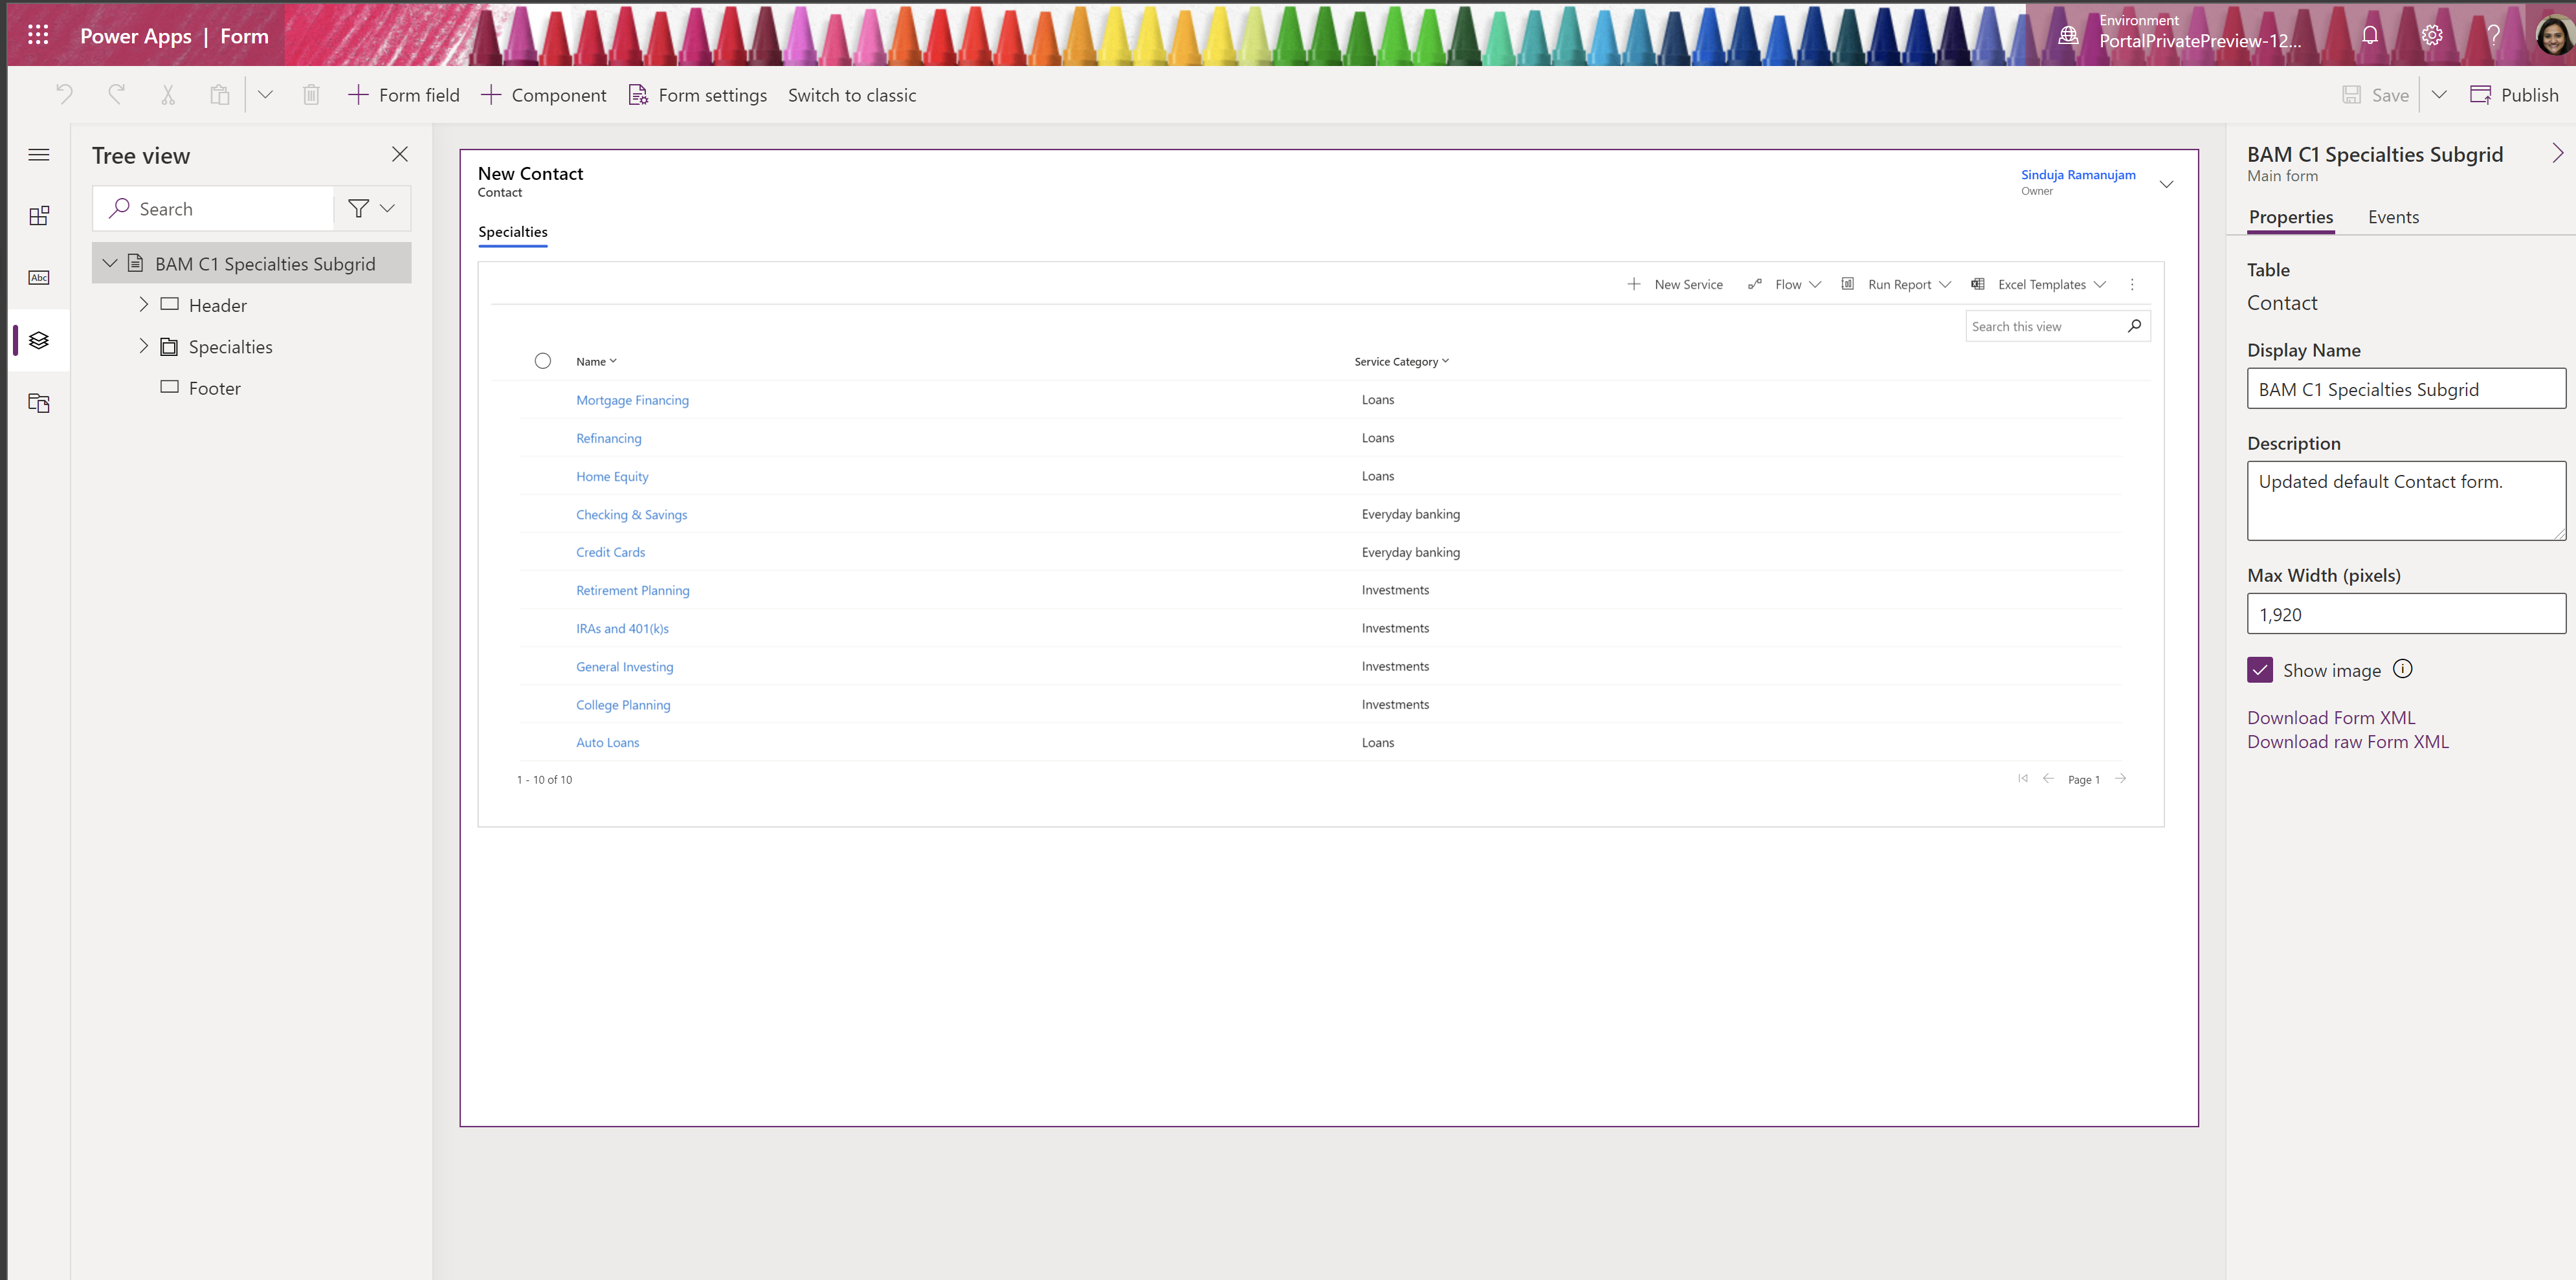 Power Apps | Form
Environment
PortalPrivatePreview-12...
Form field
Component
Form settings
Switch to classic
Save
Publish
Tree view
Search
BAM C1 Specialties Subgrid
Header
Specialties
Footer
Abc
New Contact
Contact
Sinduja Ramanujam
Owner
Specialties
New Service
Flow
Run Report
Excel Templates
Search this view
Name
Service Category
Mortgage Financing Loans
Refinancing Loans
Home Equity Loans
Checking & Savings Everyday banking
Credit Cards Everyday banking
Retirement Planning Investments
IRAs and 401(k)s Investments
General Investing Investments
College Planning Investments
Auto Loans Loans
1 - 10 of 10
Page 1
BAM C1 Specialties Subgrid
Main form
Properties
Events
Table
Contact
Display Name
BAM C1 Specialties Subgrid
Description
Updated default Contact form.
Max Width (pixels)
1,920
Show image
Download Form XML
Download raw Form XML